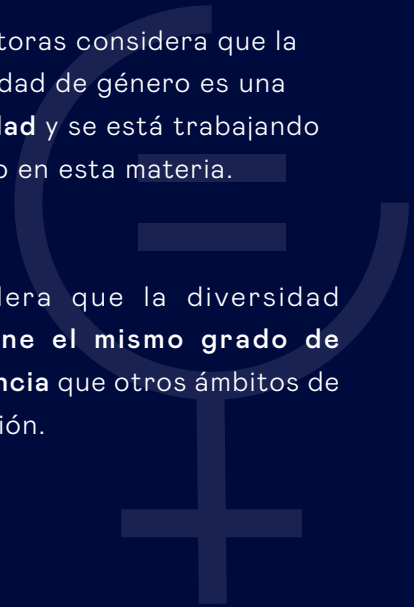 toras considera que la
dad de género es una
dad y se está trabajando
o en esta materia.
dera que la diversidad
ne el mismo grado de
ncia que otros ámbitos de
ión.